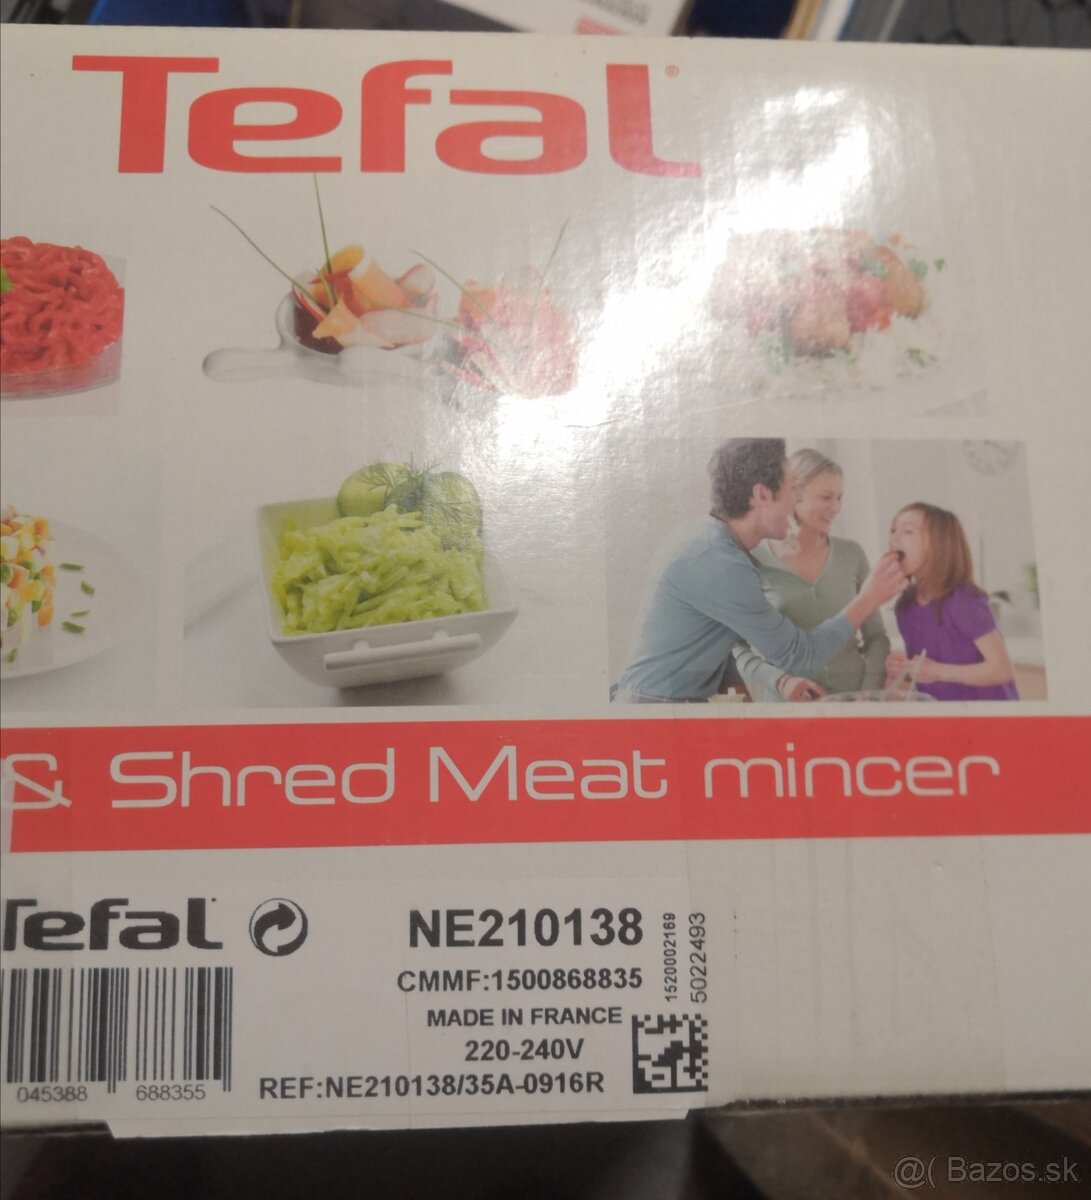 Tefal®
& Shred Meat mincer
Tefal
NE210138
CMMF:1500868835
MADE IN FRANCE
220-240V
REF:NE210138/35A-0916R
045388 688355
1520002169
5022493
@( Bazos.sk